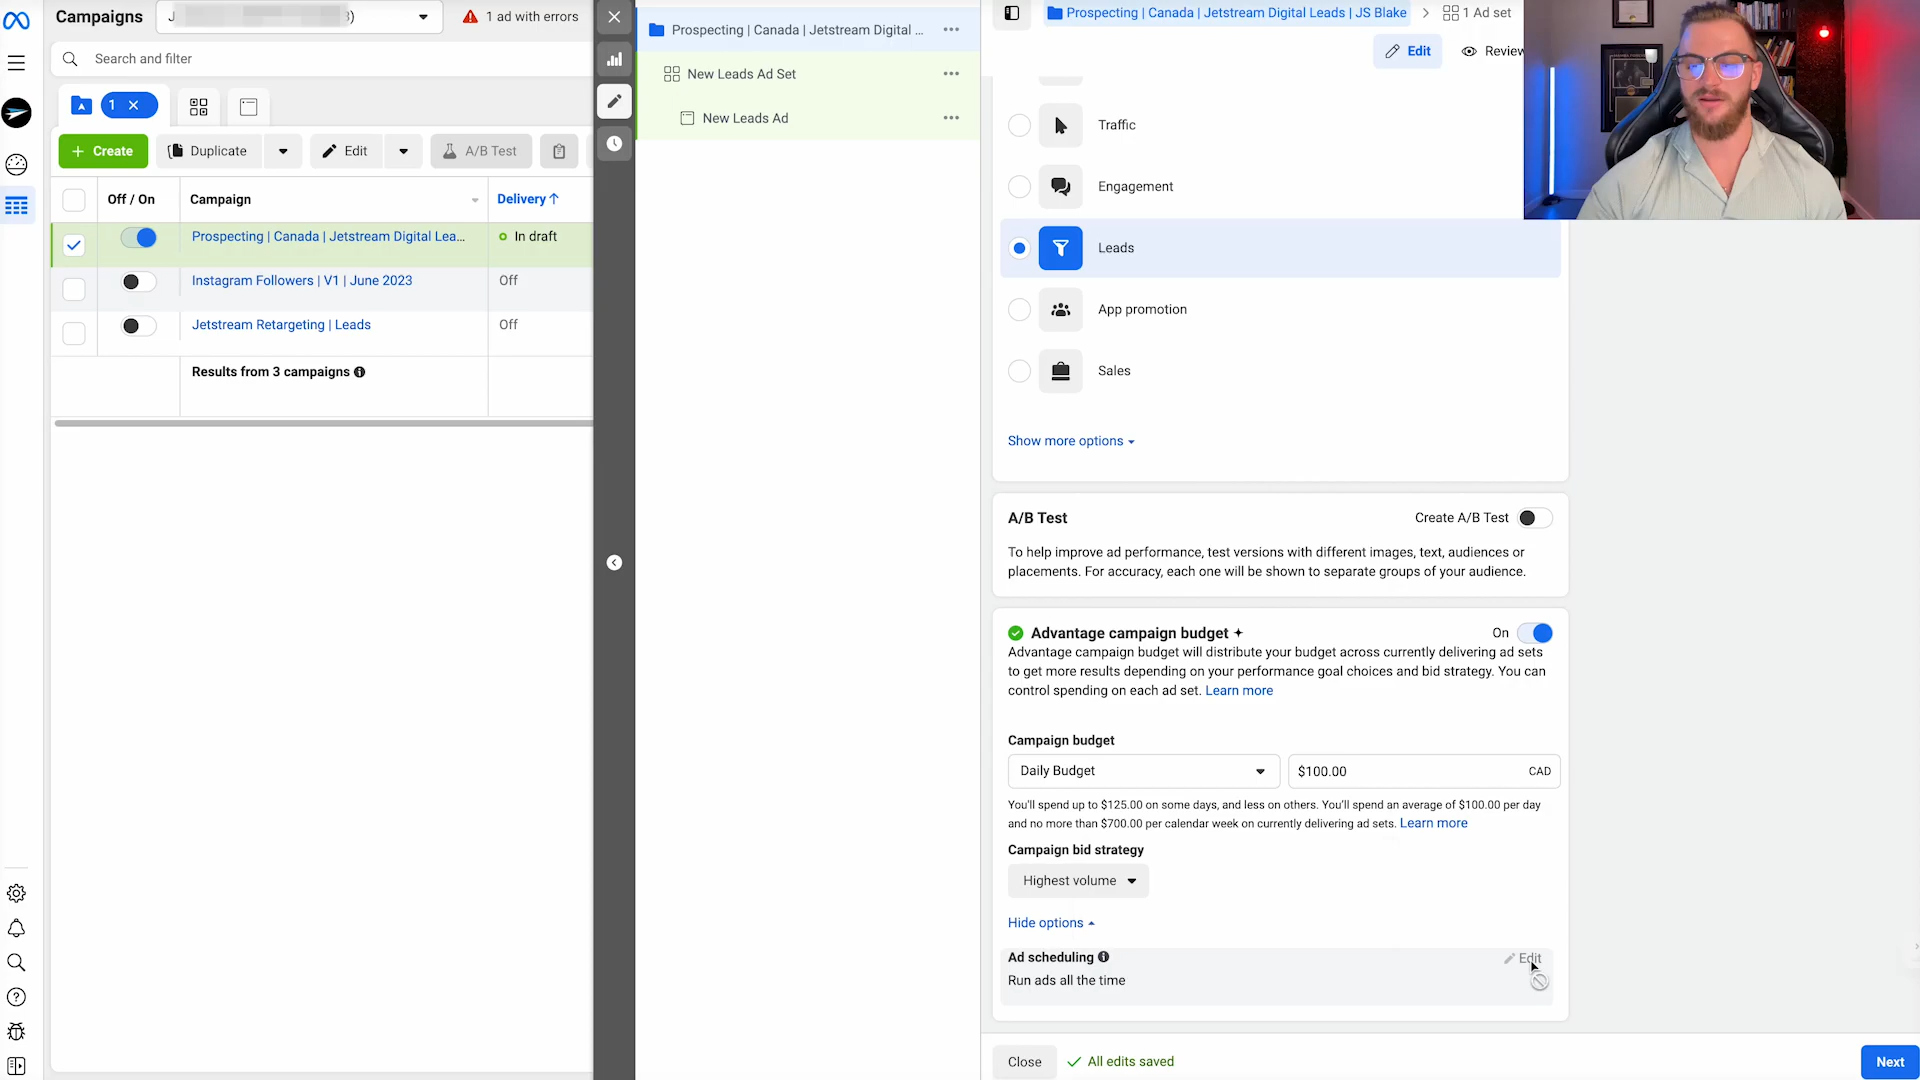 Campaigns
1 ad with errors
Search and filter
1
Create
Duplicate
Edit
A/B Test
Off / On
Campaign
Delivery
Prospecting | Canada | Jetstream Digital Lea...
In draft
Instagram Followers | V1 | June 2023
Off
Jetstream Retargeting | Leads
Off
Results from 3 campaigns
Prospecting | Canada | Jetstream Digital ...
New Leads Ad Set
New Leads Ad
Prospecting | Canada | Jetstream Digital Leads | JS Blake
1 Ad set
Edit
Review
Traffic
Engagement
Leads
App promotion
Sales
Show more options
A/B Test
Create A/B Test
To help improve ad performance, test versions with different images, text, audiences or
placements. For accuracy, each one will be shown to separate groups of your audience.
Advantage campaign budget
On
Advantage campaign budget will distribute your budget across currently delivering ad sets
to get more results depending on your performance goal choices and bid strategy. You can
control spending on each ad set. Learn more
Campaign budget
Daily Budget
$100.00
CAD
You'll spend up to $125.00 on some days, and less on others. You'll spend an average of $100.00 per day
and no more than $700.00 per calendar week on currently delivering ad sets. Learn more
Campaign bid strategy
Highest volume
Hide options
Ad scheduling
Edit
Run ads all the time
Close
All edits saved
Next